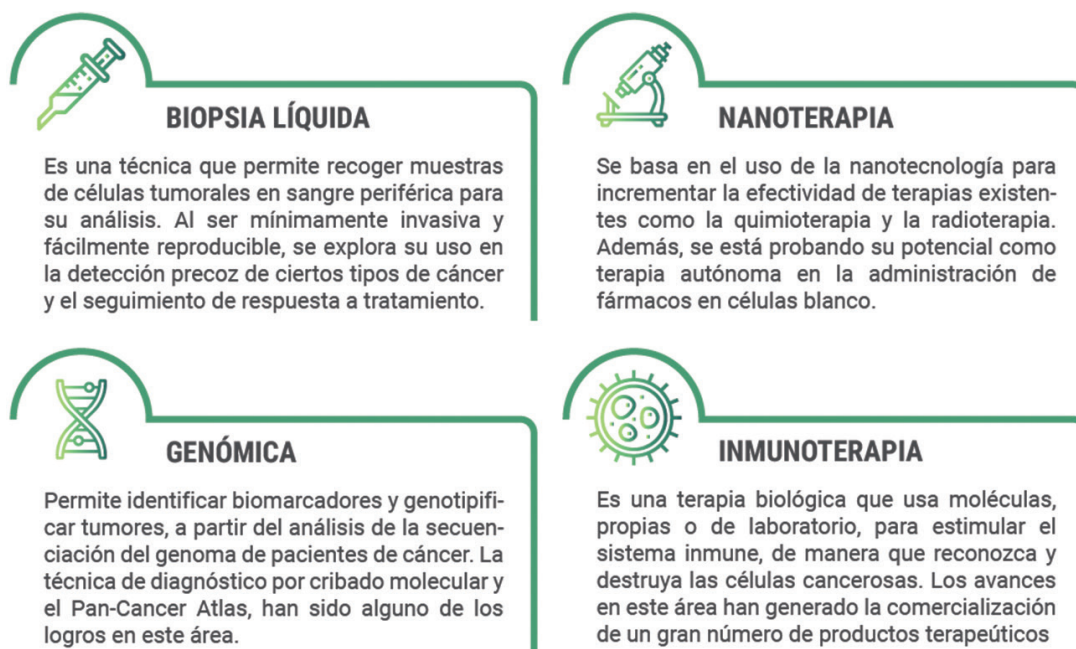 BIOPSIA LÍQUIDA
Es una técnica que permite recoger muestras
de células tumorales en sangre periférica para
su análisis. Al ser mínimamente invasiva y
fácilmente reproducible, se explora su uso en
la detección precoz de ciertos tipos de cáncer
y el seguimiento de respuesta a tratamiento.
NANOTERAPIA
Se basa en el uso de la nanotecnología para
incrementar la efectividad de terapias existen-
tes como la quimioterapia y la radioterapia.
Además, se está probando su potencial como
terapia autónoma en la administración de
fármacos en células blanco.
GENÓMICA
Permite identificar biomarcadores y genotipifi-
car tumores, a partir del análisis de la secuen-
ciación del genoma de pacientes de cáncer. La
técnica de diagnóstico por cribado molecular y
el Pan-Cancer Atlas, han sido alguno de los
logros en este área.
INMUNOTERAPIA
Es una terapia biológica que usa moléculas,
propias o de laboratorio, para estimular el
sistema inmune, de manera que reconozca y
destruya las células cancerosas. Los avances
en este área han generado la comercialización
de un gran número de productos terapeúticos